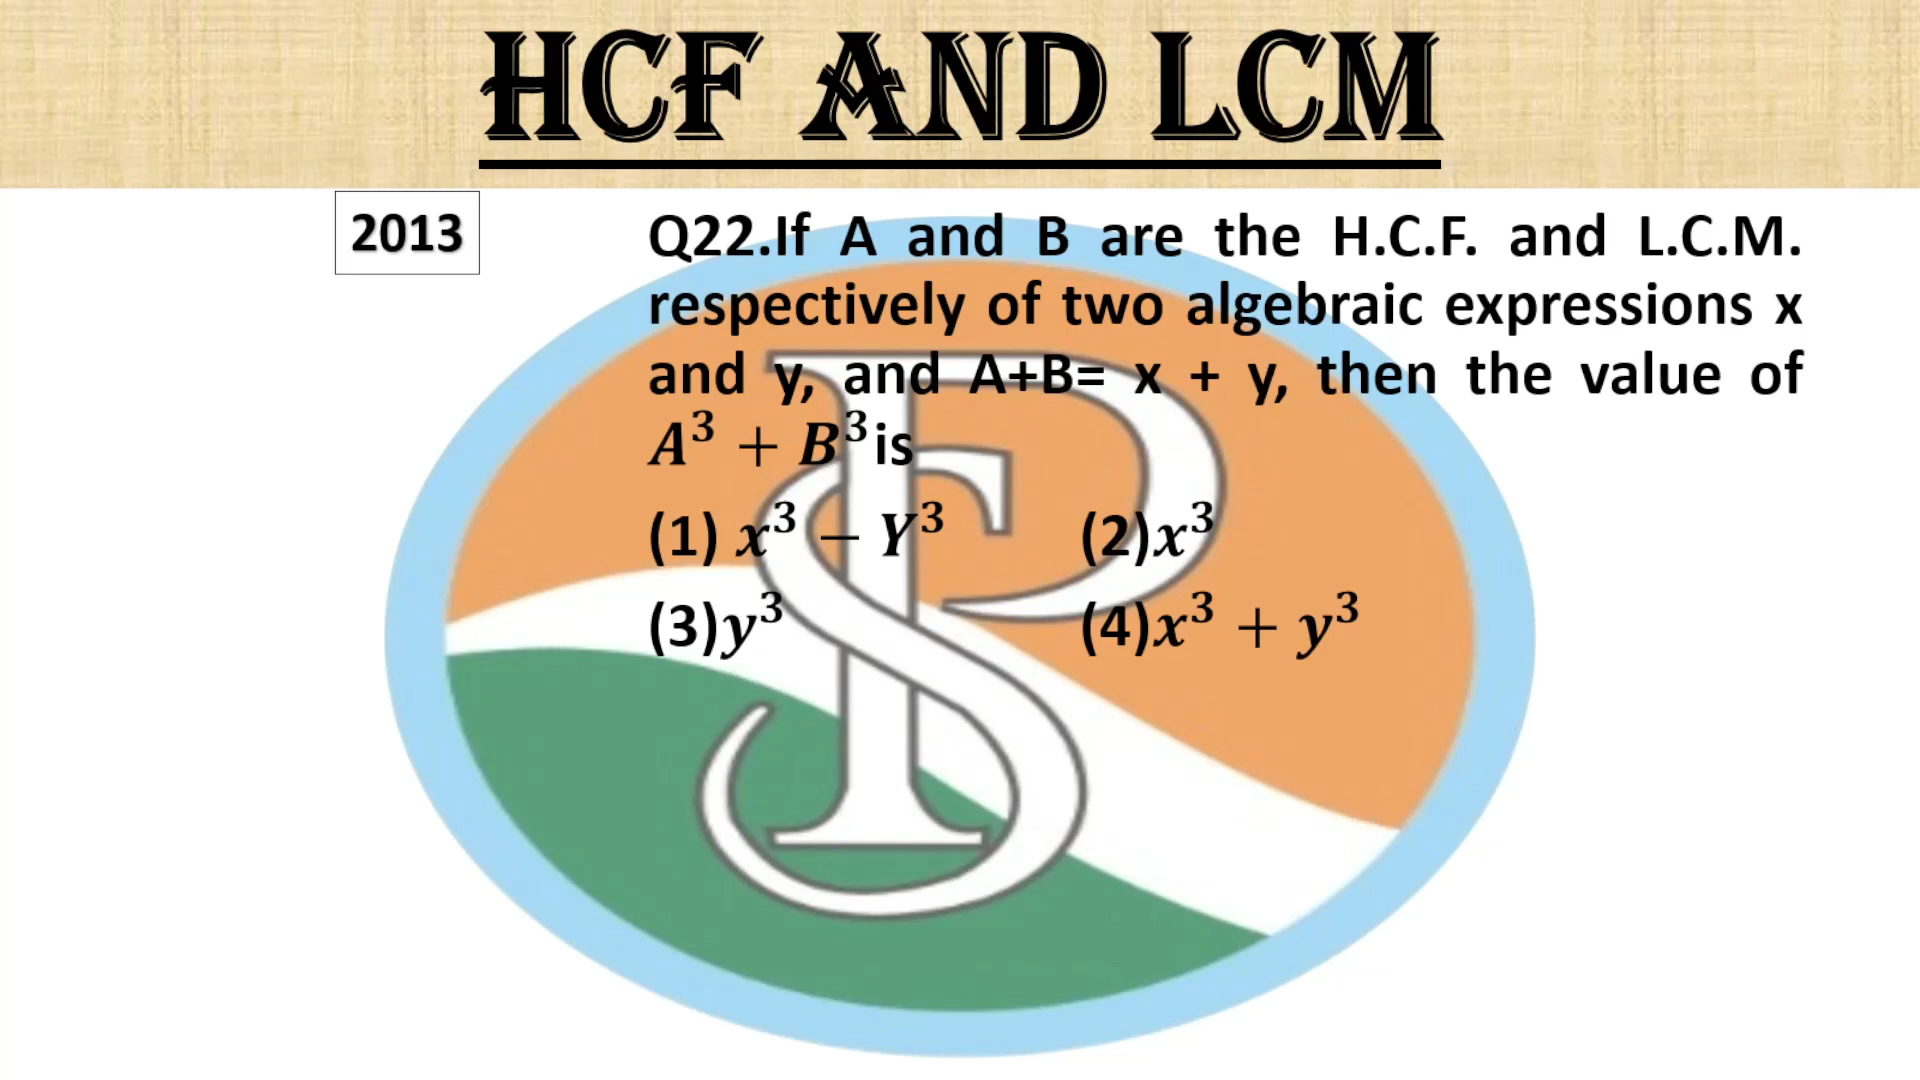 HCF AND LCM
2013
Q22.If A and B are the H.C.F. and L.C.M.
respectively of two algebraic expressions x
and y, and A+B= x + y, then the value of
A³ + B³ is
(1) x³ − Y³ (2)x³
(3)y³ (4)x³ + y³